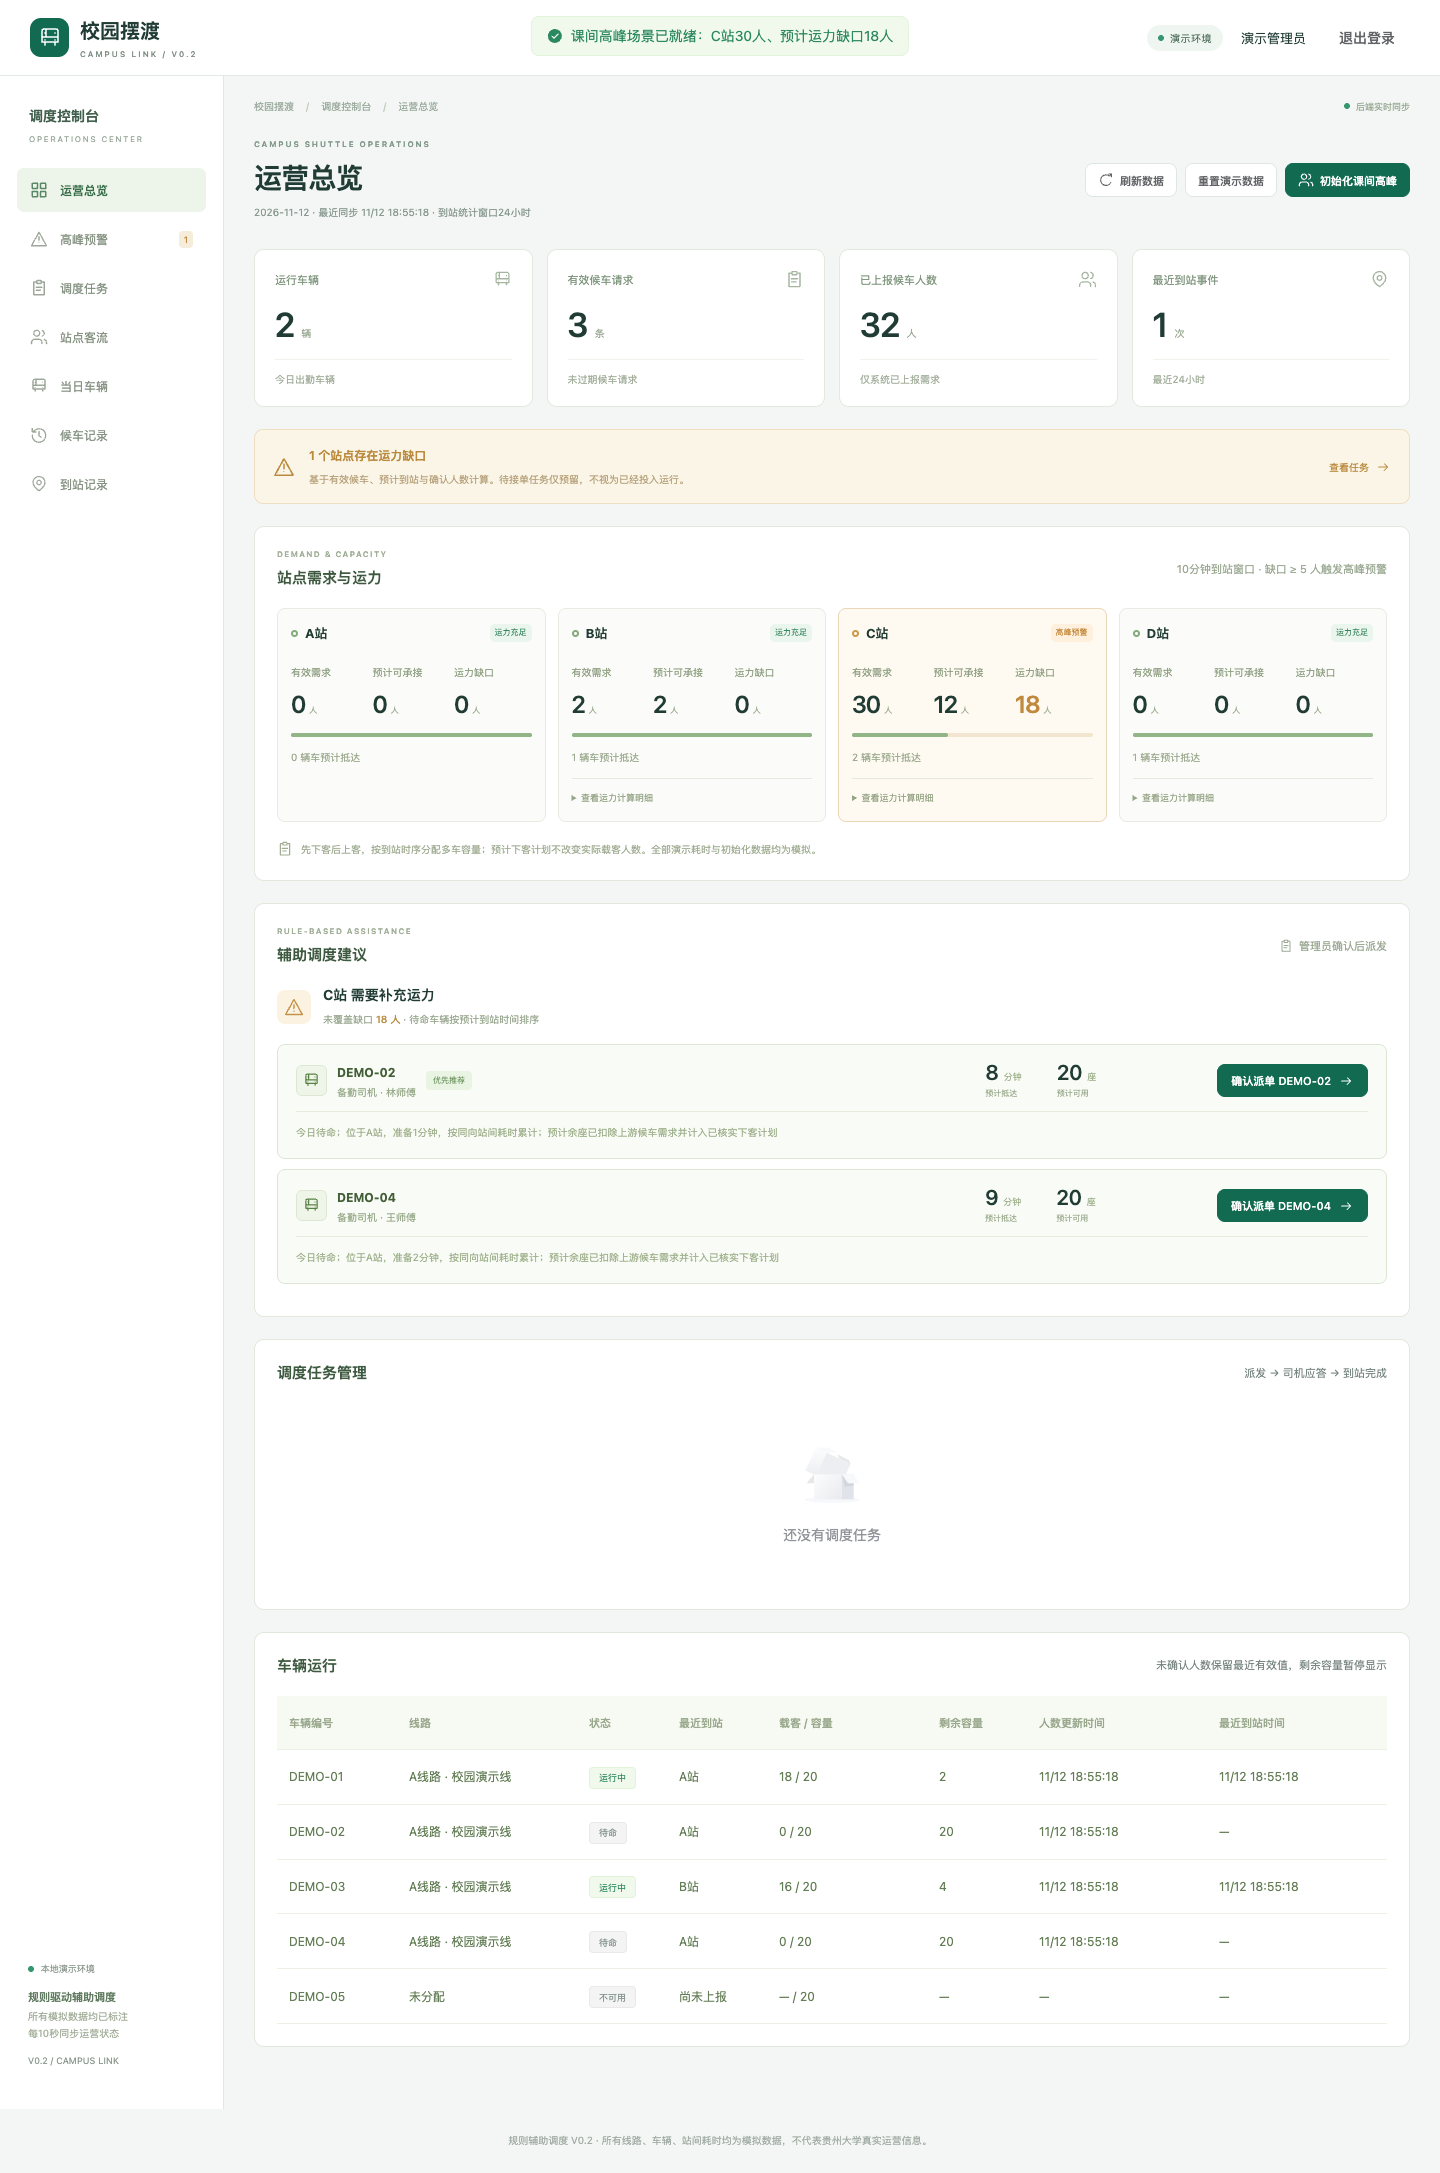 校园摆渡
CAMPUS LINK / V0.2
课间高峰场景已就绪：C站30人、预计运力缺口18人
演示环境
演示管理员
退出登录
调度控制台
OPERATIONS CENTER
运营总览
高峰预警
1
调度任务
站点客流
当日车辆
候车记录
到站记录
本地演示环境
规则驱动辅助调度
所有模拟数据均已标注
每10秒同步运营状态
V0.2 / CAMPUS LINK
校园摆渡 / 调度控制台 / 运营总览
后端实时同步
CAMPUS SHUTTLE OPERATIONS
运营总览
2026-11-12 · 最近同步 11/12 18:55:18 · 到站统计窗口24小时
刷新数据
重置演示数据
初始化课间高峰
运行车辆
2 辆
今日出勤车辆
有效候车请求
3 条
未过期候车请求
已上报候车人数
32 人
仅系统已上报需求
最近到站事件
1 次
最近24小时
1 个站点存在运力缺口
基于有效候车、预计到站与确认人数计算。待接单任务仅预留，不视为已经投入运行。
查看任务 →
DEMAND & CAPACITY
站点需求与运力
10分钟到站窗口 · 缺口 ≥ 5 人触发高峰预警
A站 运力充足
有效需求 预计可承接 运力缺口
0 人 0 人 0 人
0 辆车预计抵达
B站 运力充足
有效需求 预计可承接 运力缺口
2 人 2 人 0 人
1 辆车预计抵达
▶ 查看运力计算明细
C站 高峰预警
有效需求 预计可承接 运力缺口
30 人 12 人 18 人
2 辆车预计抵达
▶ 查看运力计算明细
D站 运力充足
有效需求 预计可承接 运力缺口
0 人 0 人 0 人
1 辆车预计抵达
▶ 查看运力计算明细
先下客后上客，按到站时序分配多车容量；预计下客计划不改变实际载客人数。全部演示耗时与初始化数据均为模拟。
RULE-BASED ASSISTANCE
辅助调度建议
管理员确认后派发
C站 需要补充运力
未覆盖缺口 18 人 · 待命车辆按预计到站时间排序
DEMO-02
备勤司机 · 林师傅
优先推荐
8 分钟
预计抵达
20 座
预计可用
确认派单 DEMO-02 →
今日待命；位于A站，准备1分钟，按同向站间耗时累计；预计余座已扣除上游候车需求并计入已核实下客计划
DEMO-04
备勤司机 · 王师傅
9 分钟
预计抵达
20 座
预计可用
确认派单 DEMO-04 →
今日待命；位于A站，准备2分钟，按同向站间耗时累计；预计余座已扣除上游候车需求并计入已核实下客计划
调度任务管理
派发 → 司机应答 → 到站完成
还没有调度任务
车辆运行
未确认人数保留最近有效值，剩余容量暂停显示
车辆编号 线路 状态 最近到站 载客 / 容量 剩余容量 人数更新时间 最近到站时间
DEMO-01 A线路 · 校园演示线 运行中 A站 18 / 20 2 11/12 18:55:18 11/12 18:55:18
DEMO-02 A线路 · 校园演示线 待命 A站 0 / 20 20 11/12 18:55:18 —
DEMO-03 A线路 · 校园演示线 运行中 B站 16 / 20 4 11/12 18:55:18 11/12 18:55:18
DEMO-04 A线路 · 校园演示线 待命 A站 0 / 20 20 11/12 18:55:18 —
DEMO-05 未分配 不可用 尚未上报 — / 20 — — —
规则辅助调度 V0.2 · 所有线路、车辆、站间耗时均为模拟数据，不代表贵州大学真实运营信息。